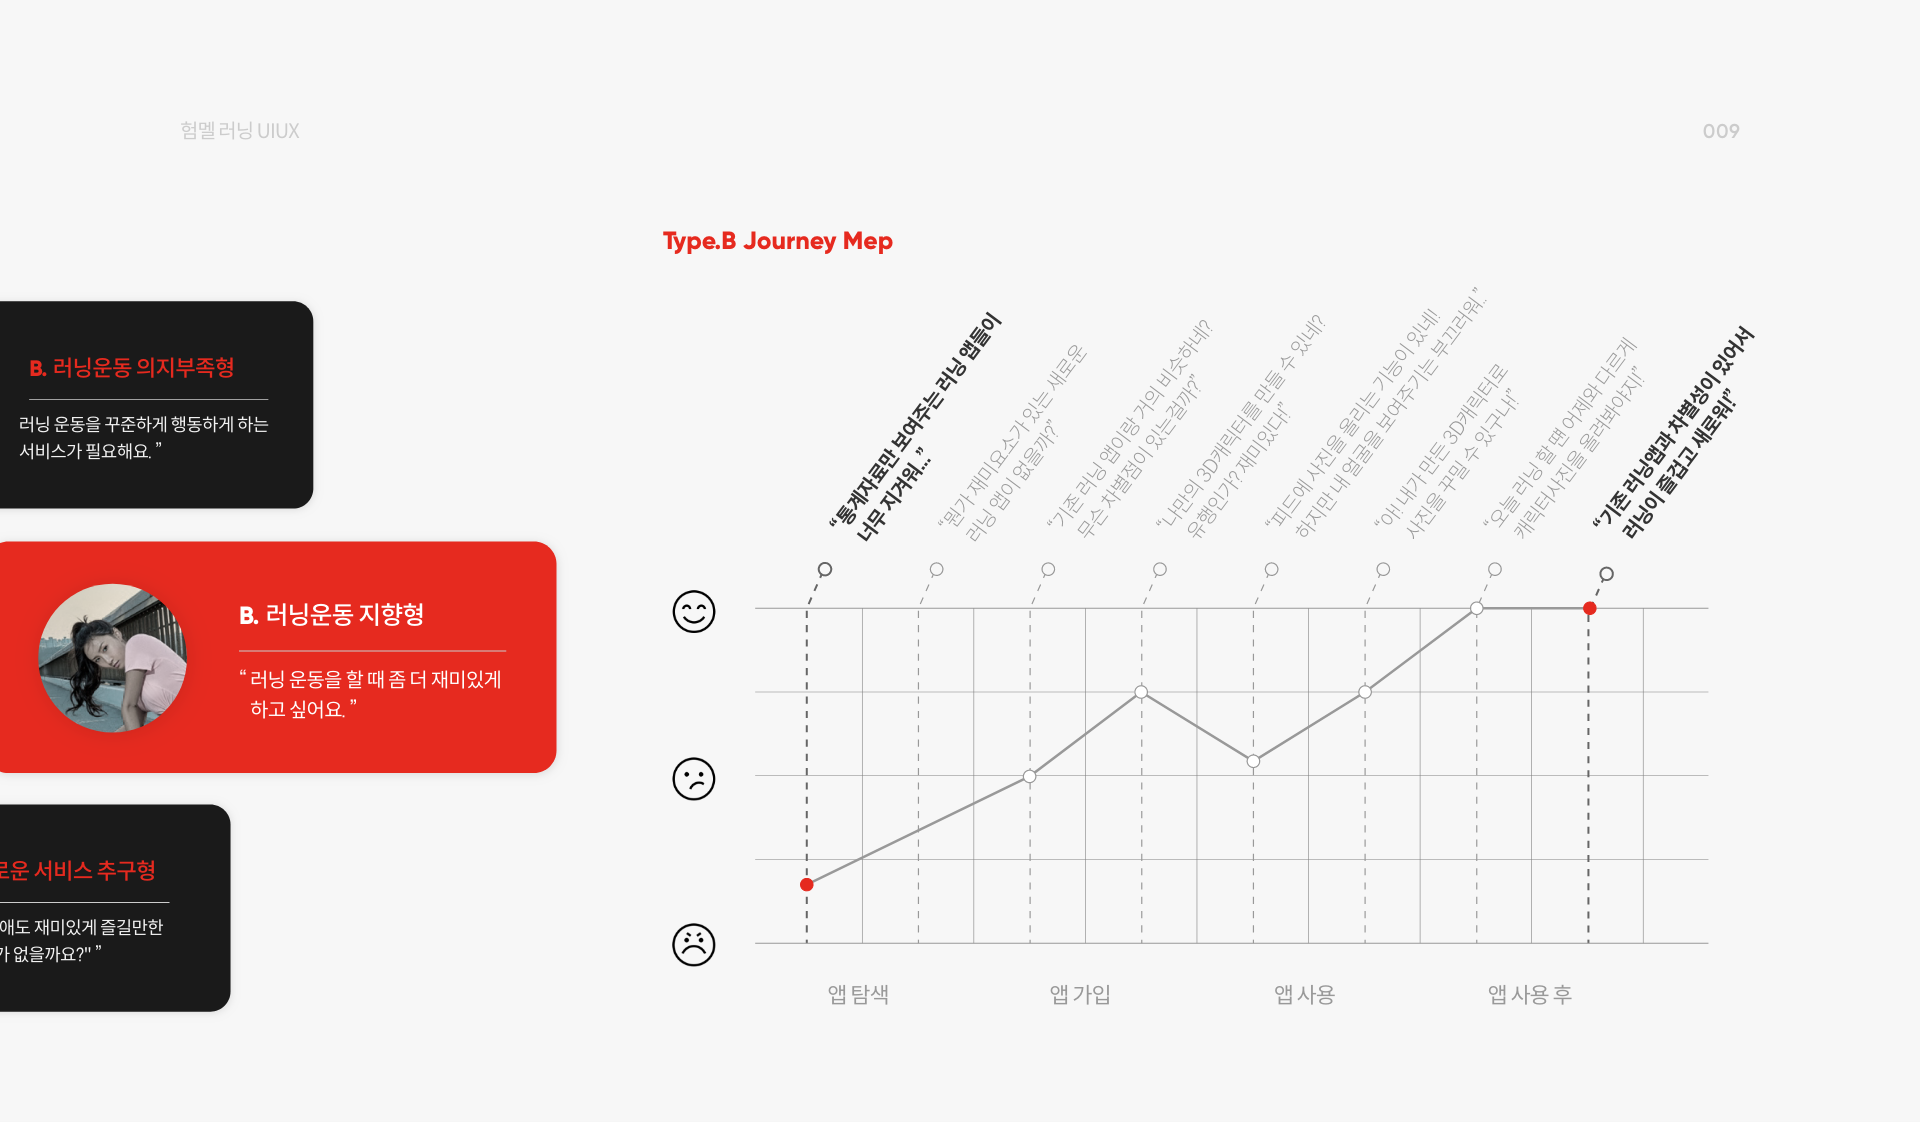 험멜 러닝 UIUX
009
Type.B Journey Mep
B. 러닝운동 의지부족형
러닝 운동을 꾸준하게 행동하게 하는
서비스가 필요해요. ”
B. 러닝운동 지향형
“ 러닝 운동을 할 때 좀 더 재미있게
하고 싶어요. ”
로운 서비스 추구형
애도 재미있게 즐길만한
가 없을까요?" ”
“통계자료만 보여주는 러닝 앱들이
너무 지겨워...”
“뭔가 재미요소가 있는 새로운
러닝 앱이 없을까?”
“기존 러닝 앱이랑 거의 비슷하네?
무슨 차별점이 있는걸까?”
“나만의 3D캐릭터를 만들 수 있네?
유행인가? 재미있다!”
“피드에 사진을 올리는 기능이 있네!
하지만 내 얼굴을 보여주기는 부끄러워..”
“아! 내가 만든 3D캐릭터로
사진을 꾸밀 수 있구나!”
“오늘 러닝 할 땐 어제와 다르게
캐릭터사진을 올려봐야지!”
“기존 러닝앱과 차별성이 있어서
러닝이 즐겁고 새로워!”
앱 탐색
앱 가입
앱 사용
앱 사용 후